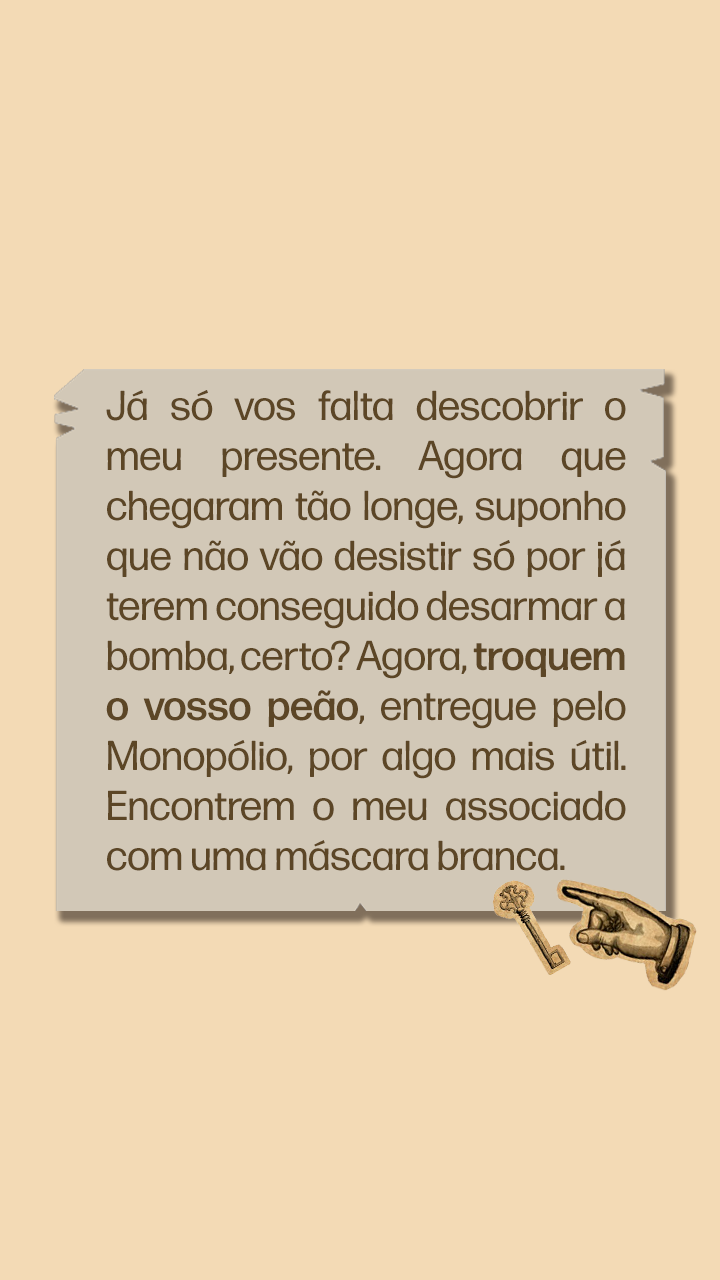 Já só vos falta descobrir o
meu presente. Agora que
chegaram tão longe, suponho
que não vão desistir só por já
terem conseguido desarmar a
bomba, certo? Agora, troquem
o vosso peão, entregue pelo
Monopólio, por algo mais útil.
Encontrem o meu associado
com uma máscara branca.